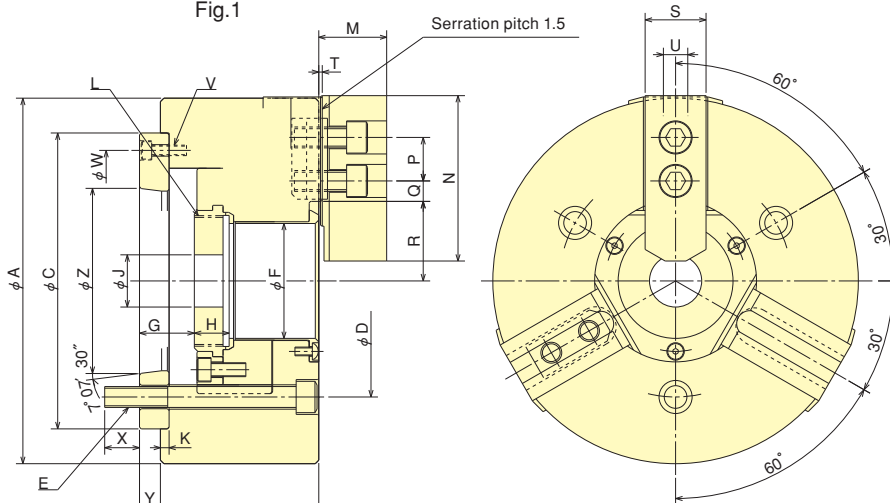 Fig.1
M
Serration pitch 1.5
S
T
U
L
V
60°
φW
P
N
Q
R
30°
φA
φC
φZ
φJ
φF
G
H
φD
7° 07′ 30″
30°
X
K
E
Y
60°